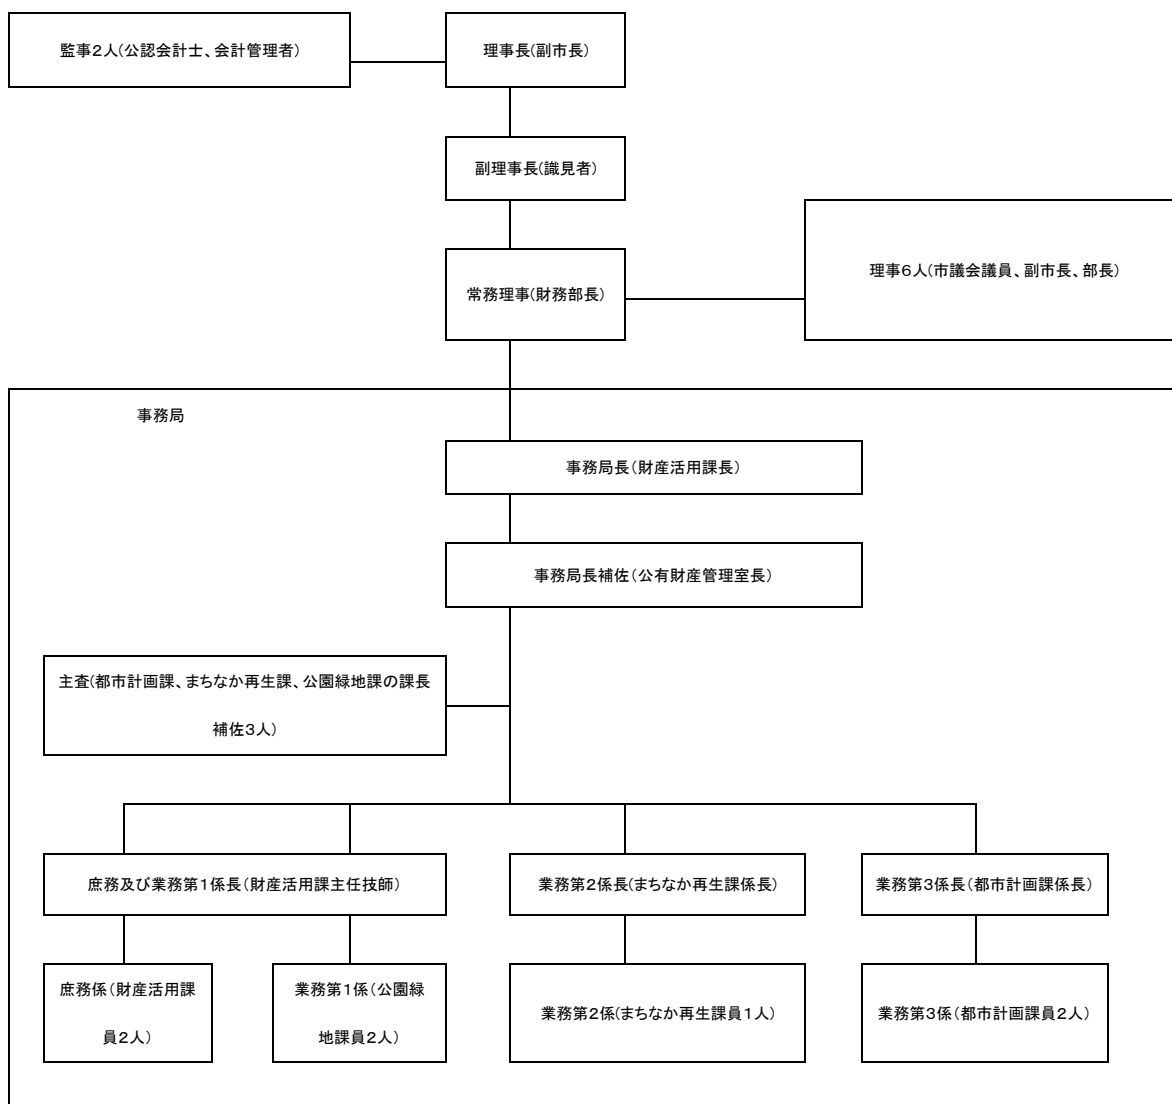 監事2人(公認会計士、会計管理者)
理事長(副市長)
副理事長(識見者)
理事6人(市議会議員、副市長、部長)
常務理事(財務部長)
事務局
事務局長(財産活用課長)
事務局長補佐(公有財産管理室長)
主査(都市計画課、まちなか再生課、公園緑地課の課長
補佐3人)
庶務及び業務第1係長(財産活用課主任技師)
業務第2係長(まちなか再生課係長)
業務第3係長(都市計画課係長)
庶務係(財産活用課
員2人)
業務第1係(公園緑
地課員2人)
業務第2係(まちなか再生課員1人)
業務第3係(都市計画課員2人)